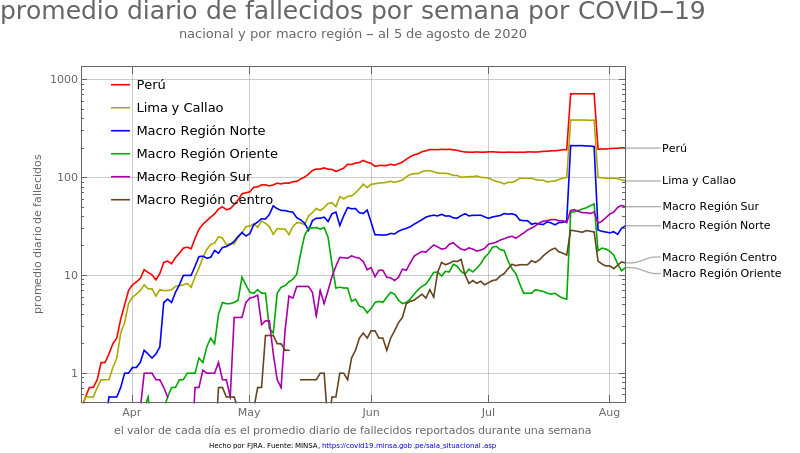 promedio diario de fallecidos por semana por COVID−19
nacional y por macro región − al 5 de agosto de 2020
promedio diario de fallecidos
1000
100
10
1
Perú
Lima y Callao
Macro Región Norte
Macro Región Oriente
Macro Región Sur
Macro Región Centro
Perú
Lima y Callao
Macro Región Sur
Macro Región Norte
Macro Región Centro
Macro Región Oriente
Apr May Jun Jul Aug
el valor de cada día es el promedio diario de fallecidos reportados durante una semana
Hecho por FJRA. Fuente: MINSA, https://covid19.minsa.gob.pe/sala_situacional .asp